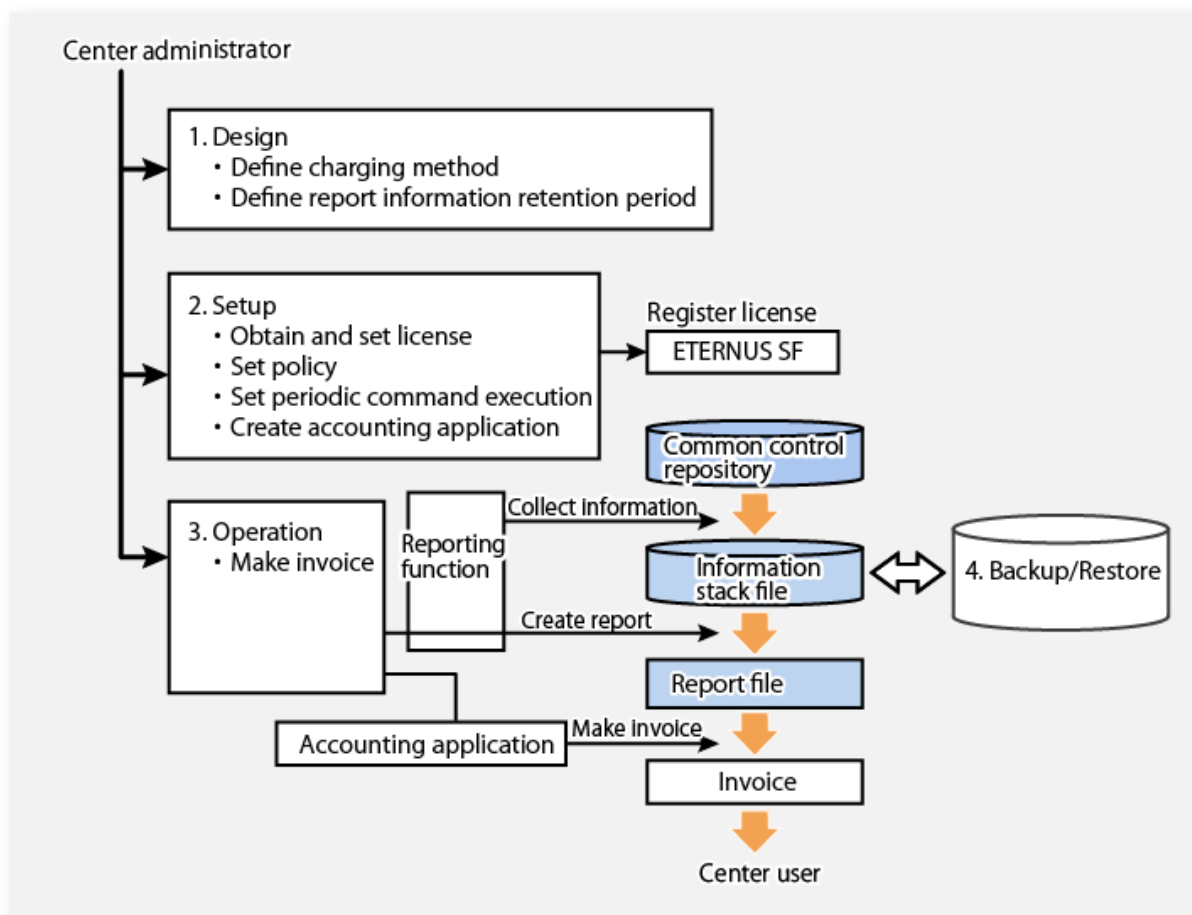 Center administrator
1. Design
・Define charging method
・Define report information retention period
2. Setup
・Obtain and set license
・Set policy
・Set periodic command execution
・Create accounting application
Register license
ETERNUS SF
Common control
repository
3. Operation
・Make invoice
Reporting
function
Collect information
Information
stack file
4. Backup/Restore
Create report
Report file
Accounting application
Make invoice
Invoice
Center user